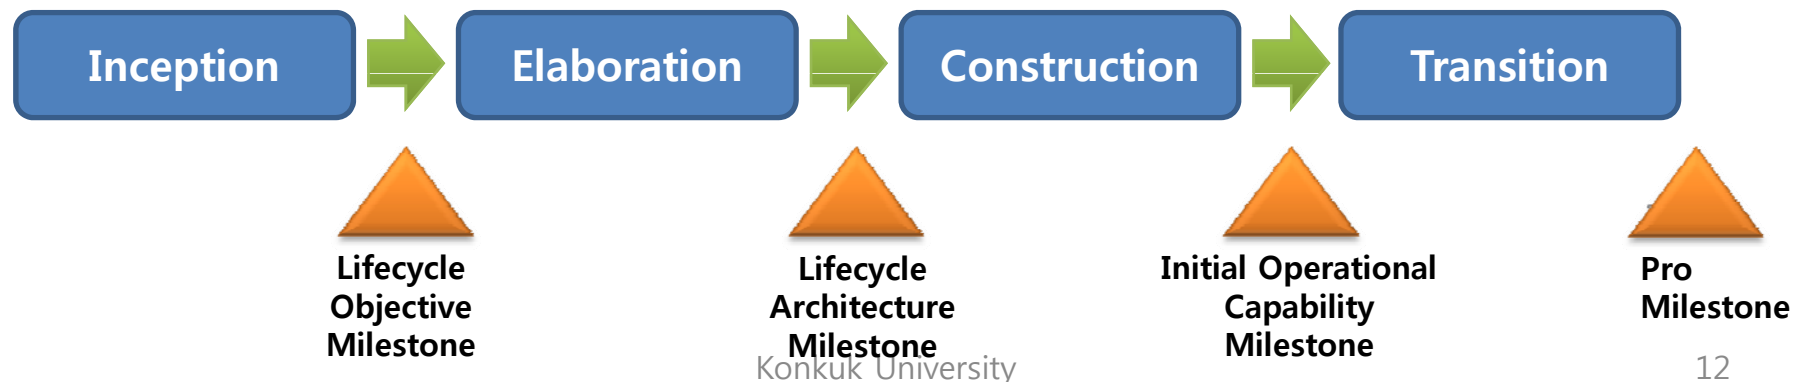 Inception
Elaboration
Construction
Transition
Lifecycle
Objective
Milestone
Lifecycle
Architecture
Milestone
Initial Operational
Capability
Milestone
Pro
Milestone
Konkuk University
12